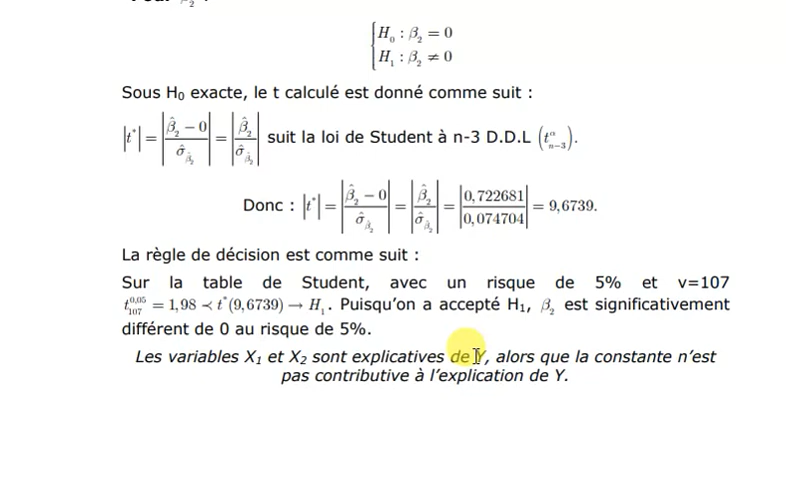 β₂ :
{H₀ : β₂ = 0
H₁ : β₂ ≠ 0
Sous H₀ exacte, le t calculé est donné comme suit :
|t*| = |(β̂₂ − 0)/σ̂_β̂₂| = |β̂₂/σ̂_β̂₂| suit la loi de Student à n-3 D.D.L (t^α_{n−3}).
Donc : |t*| = |(β̂₂ − 0)/σ̂_β̂₂| = |β̂₂/σ̂_β̂₂| = |0,722681/0,074704| = 9,6739.
La règle de décision est comme suit :
Sur la table de Student, avec un risque de 5% et v=107
t^{0,05}_{107} = 1,98 ≺ t*(9,6739) → H₁. Puisqu'on a accepté H₁, β₂ est significativement
différent de 0 au risque de 5%.
Les variables X₁ et X₂ sont explicatives de Y, alors que la constante n'est
pas contributive à l'explication de Y.